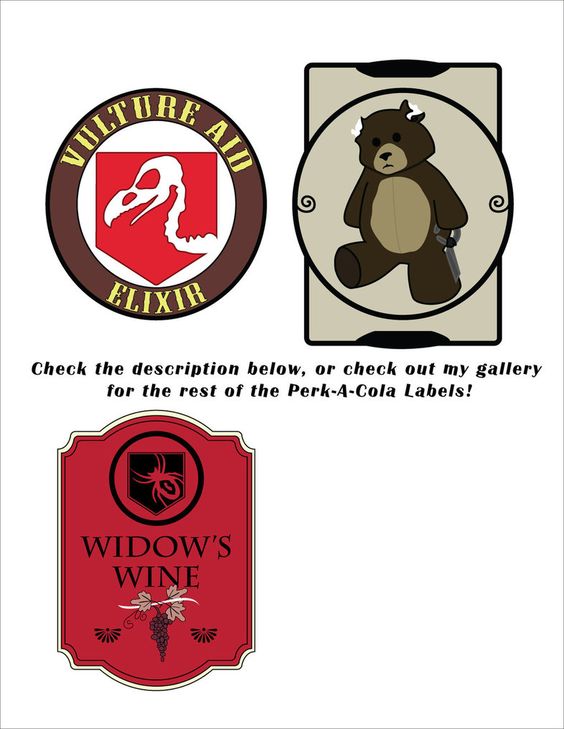 VULTURE AID
ELIXIR
Check the description below, or check out my gallery
for the rest of the Perk-A-Cola Labels!
WIDOW'S
WINE